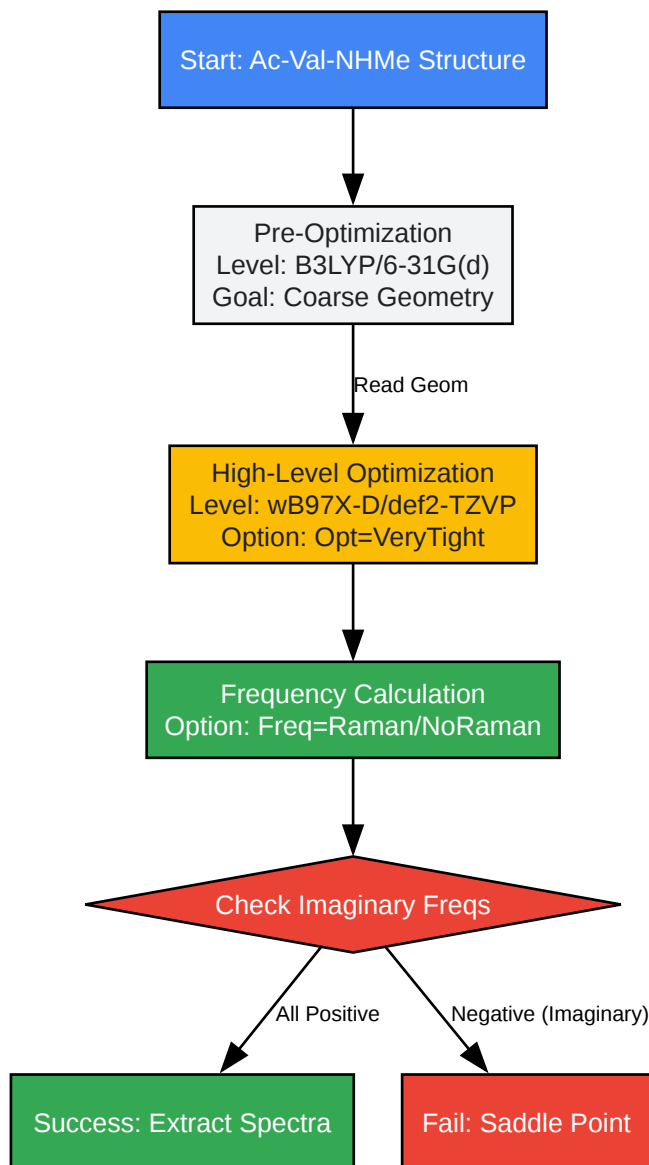 Start: Ac-Val-NHMe Structure
Pre-Optimization
Level: B3LYP/6-31G(d)
Goal: Coarse Geometry
Read Geom
High-Level Optimization
Level: wB97X-D/def2-TZVP
Option: Opt=VeryTight
Frequency Calculation
Option: Freq=Raman/NoRaman
Check Imaginary Freqs
All Positive
Negative (Imaginary)
Success: Extract Spectra
Fail: Saddle Point